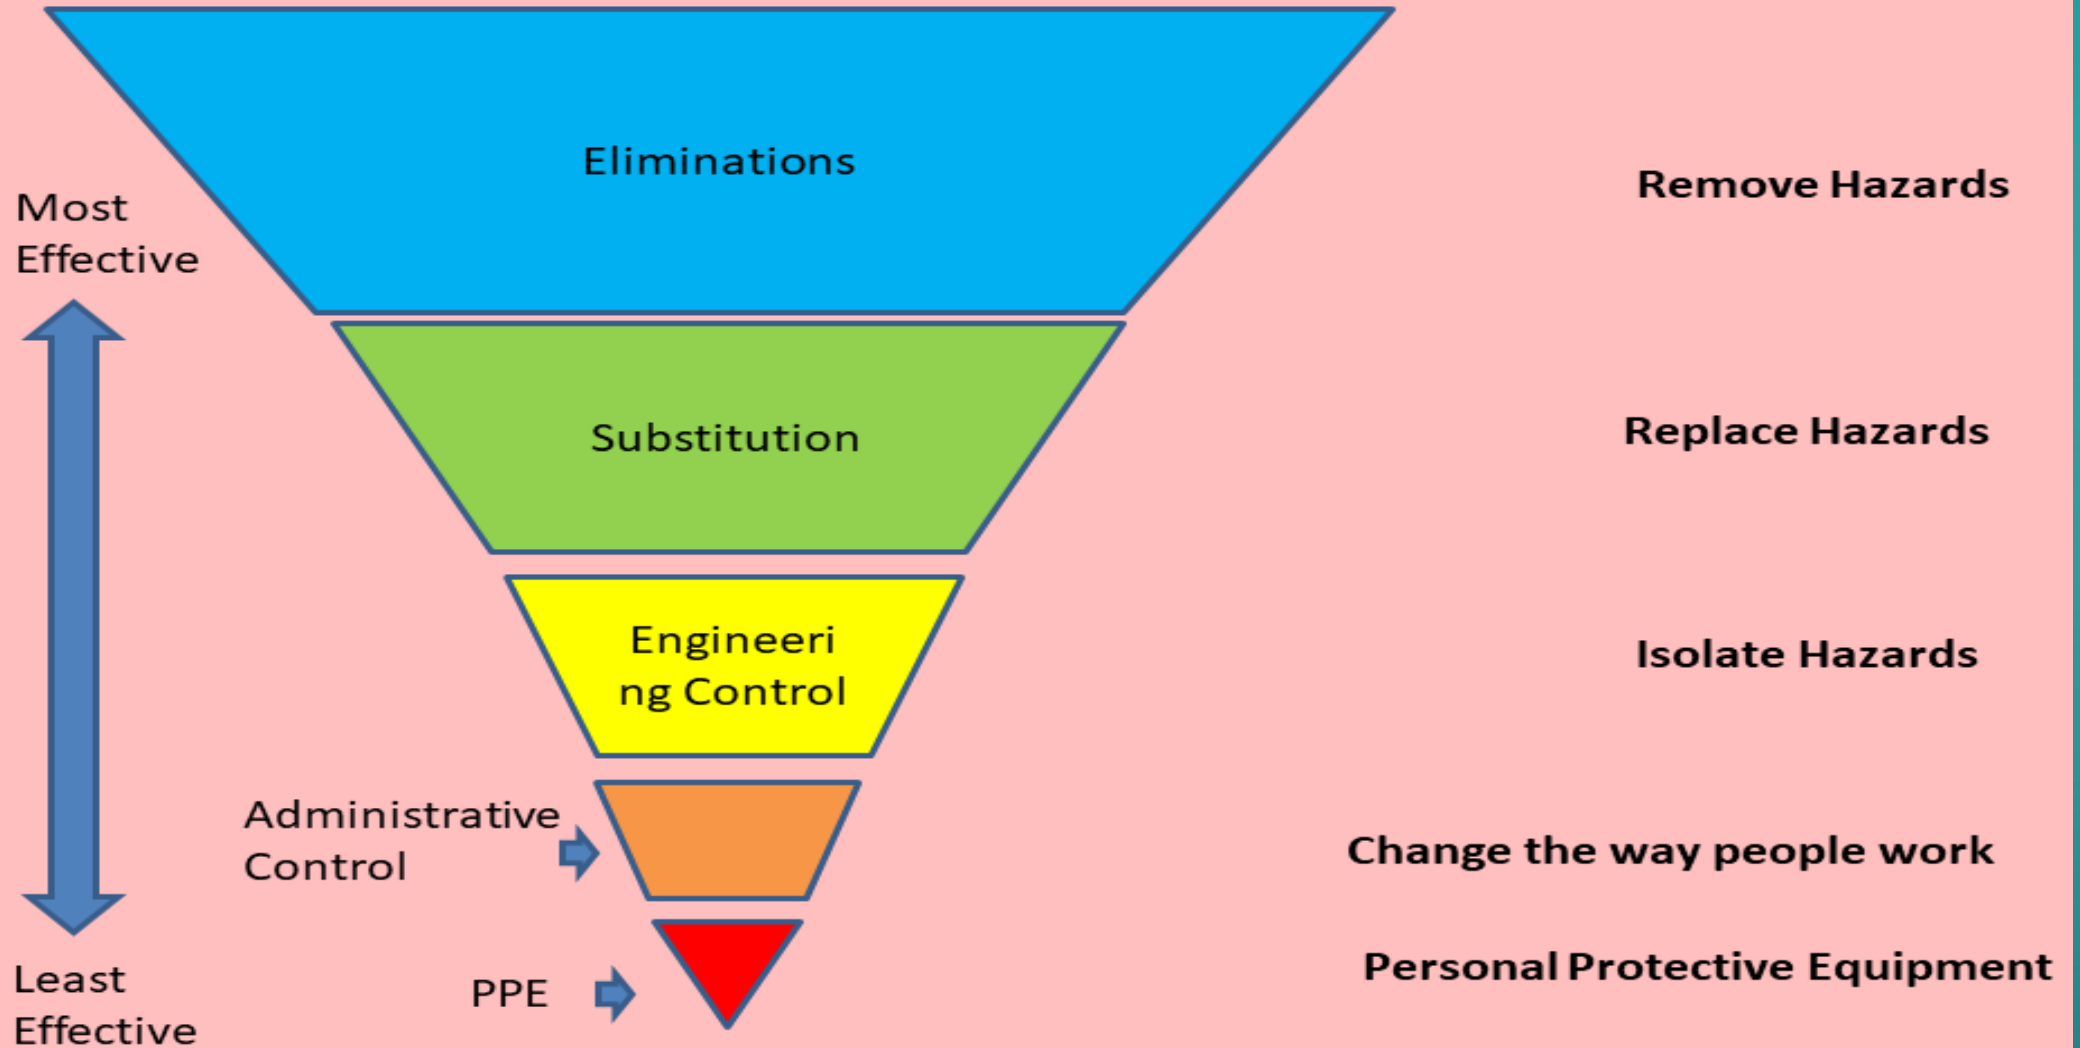 Eliminations
Remove Hazards
Most
Effective
Substitution
Replace Hazards
Engineeri
ng Control
Isolate Hazards
Administrative
Control
Change the way people work
PPE
Personal Protective Equipment
Least
Effective